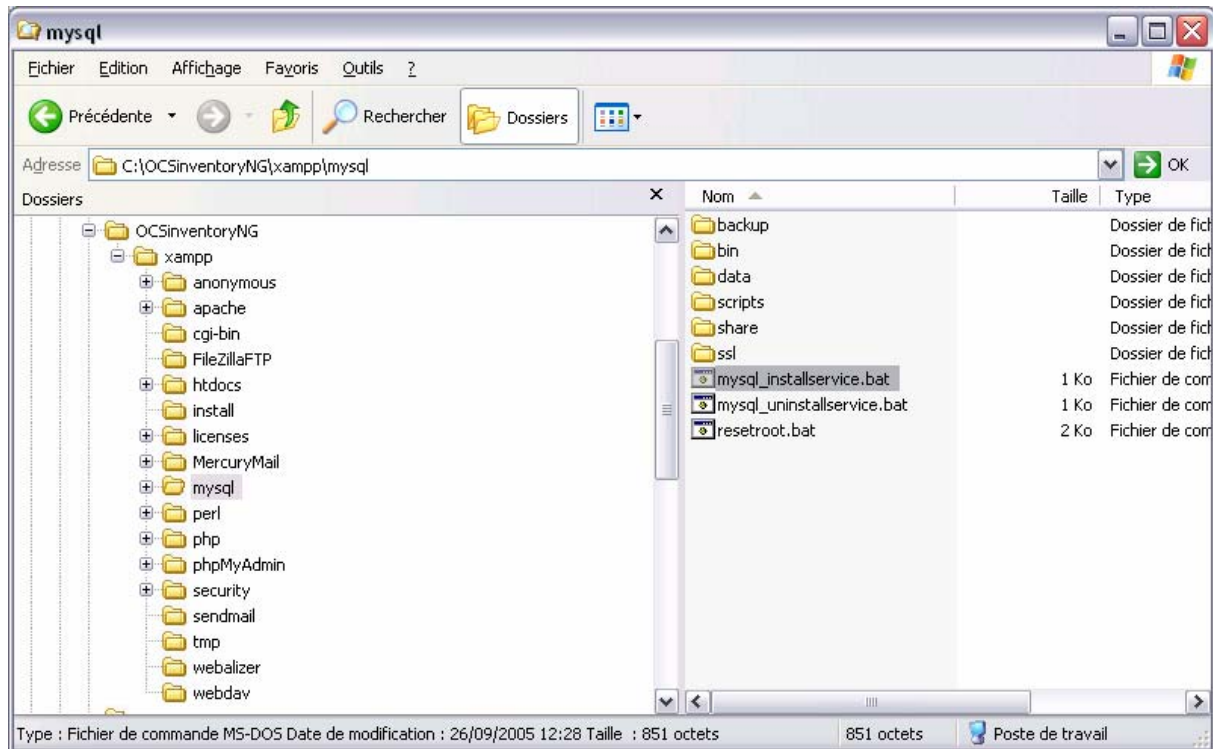 mysql
Fichier Edition Affichage Favoris Outils ?
Précédente Rechercher Dossiers
Adresse C:\OCSinventoryNG\xampp\mysql OK
Dossiers
OCSinventoryNG
xampp
anonymous
apache
cgi-bin
FileZillaFTP
htdocs
install
licenses
MercuryMail
mysql
perl
php
phpMyAdmin
security
sendmail
tmp
webalizer
webdav
Nom Taille Type
backup Dossier de fich
bin Dossier de fich
data Dossier de fich
scripts Dossier de fich
share Dossier de fich
ssl Dossier de fich
mysql_installservice.bat 1 Ko Fichier de com
mysql_uninstallservice.bat 1 Ko Fichier de com
resetroot.bat 2 Ko Fichier de com
Type : Fichier de commande MS-DOS Date de modification : 26/09/2005 12:28 Taille : 851 octets 851 octets Poste de travail